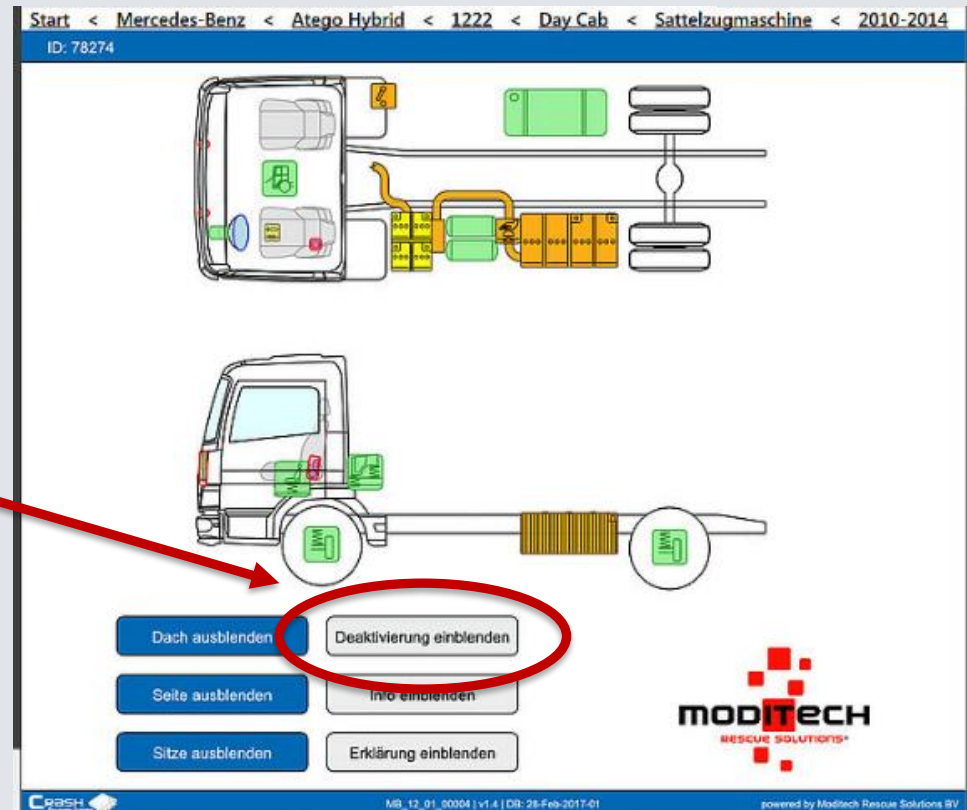 Start < Mercedes-Benz < Atego Hybrid < 1222 < Day Cab < Sattelzugmaschine < 2010-2014
ID: 78274
Dach ausblenden Deaktivierung einblenden
Seite ausblenden Info einblenden
Sitze ausblenden Erklärung einblenden
MODITECH
RESCUE SOLUTIONS
CRASH
MB_12_01_00004 | v1.4 | DB: 28-Feb-2017-01
powered by Moditech Rescue Solutions BV